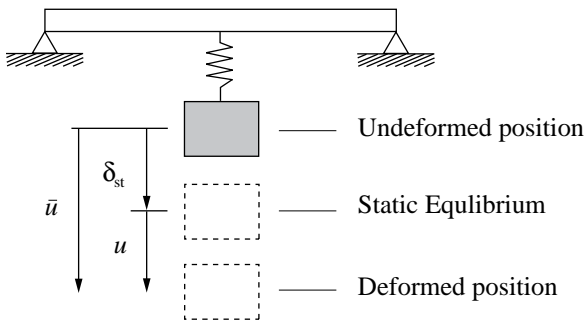 Undeformed position
δst
Static Equlibrium
ū
u
Deformed position